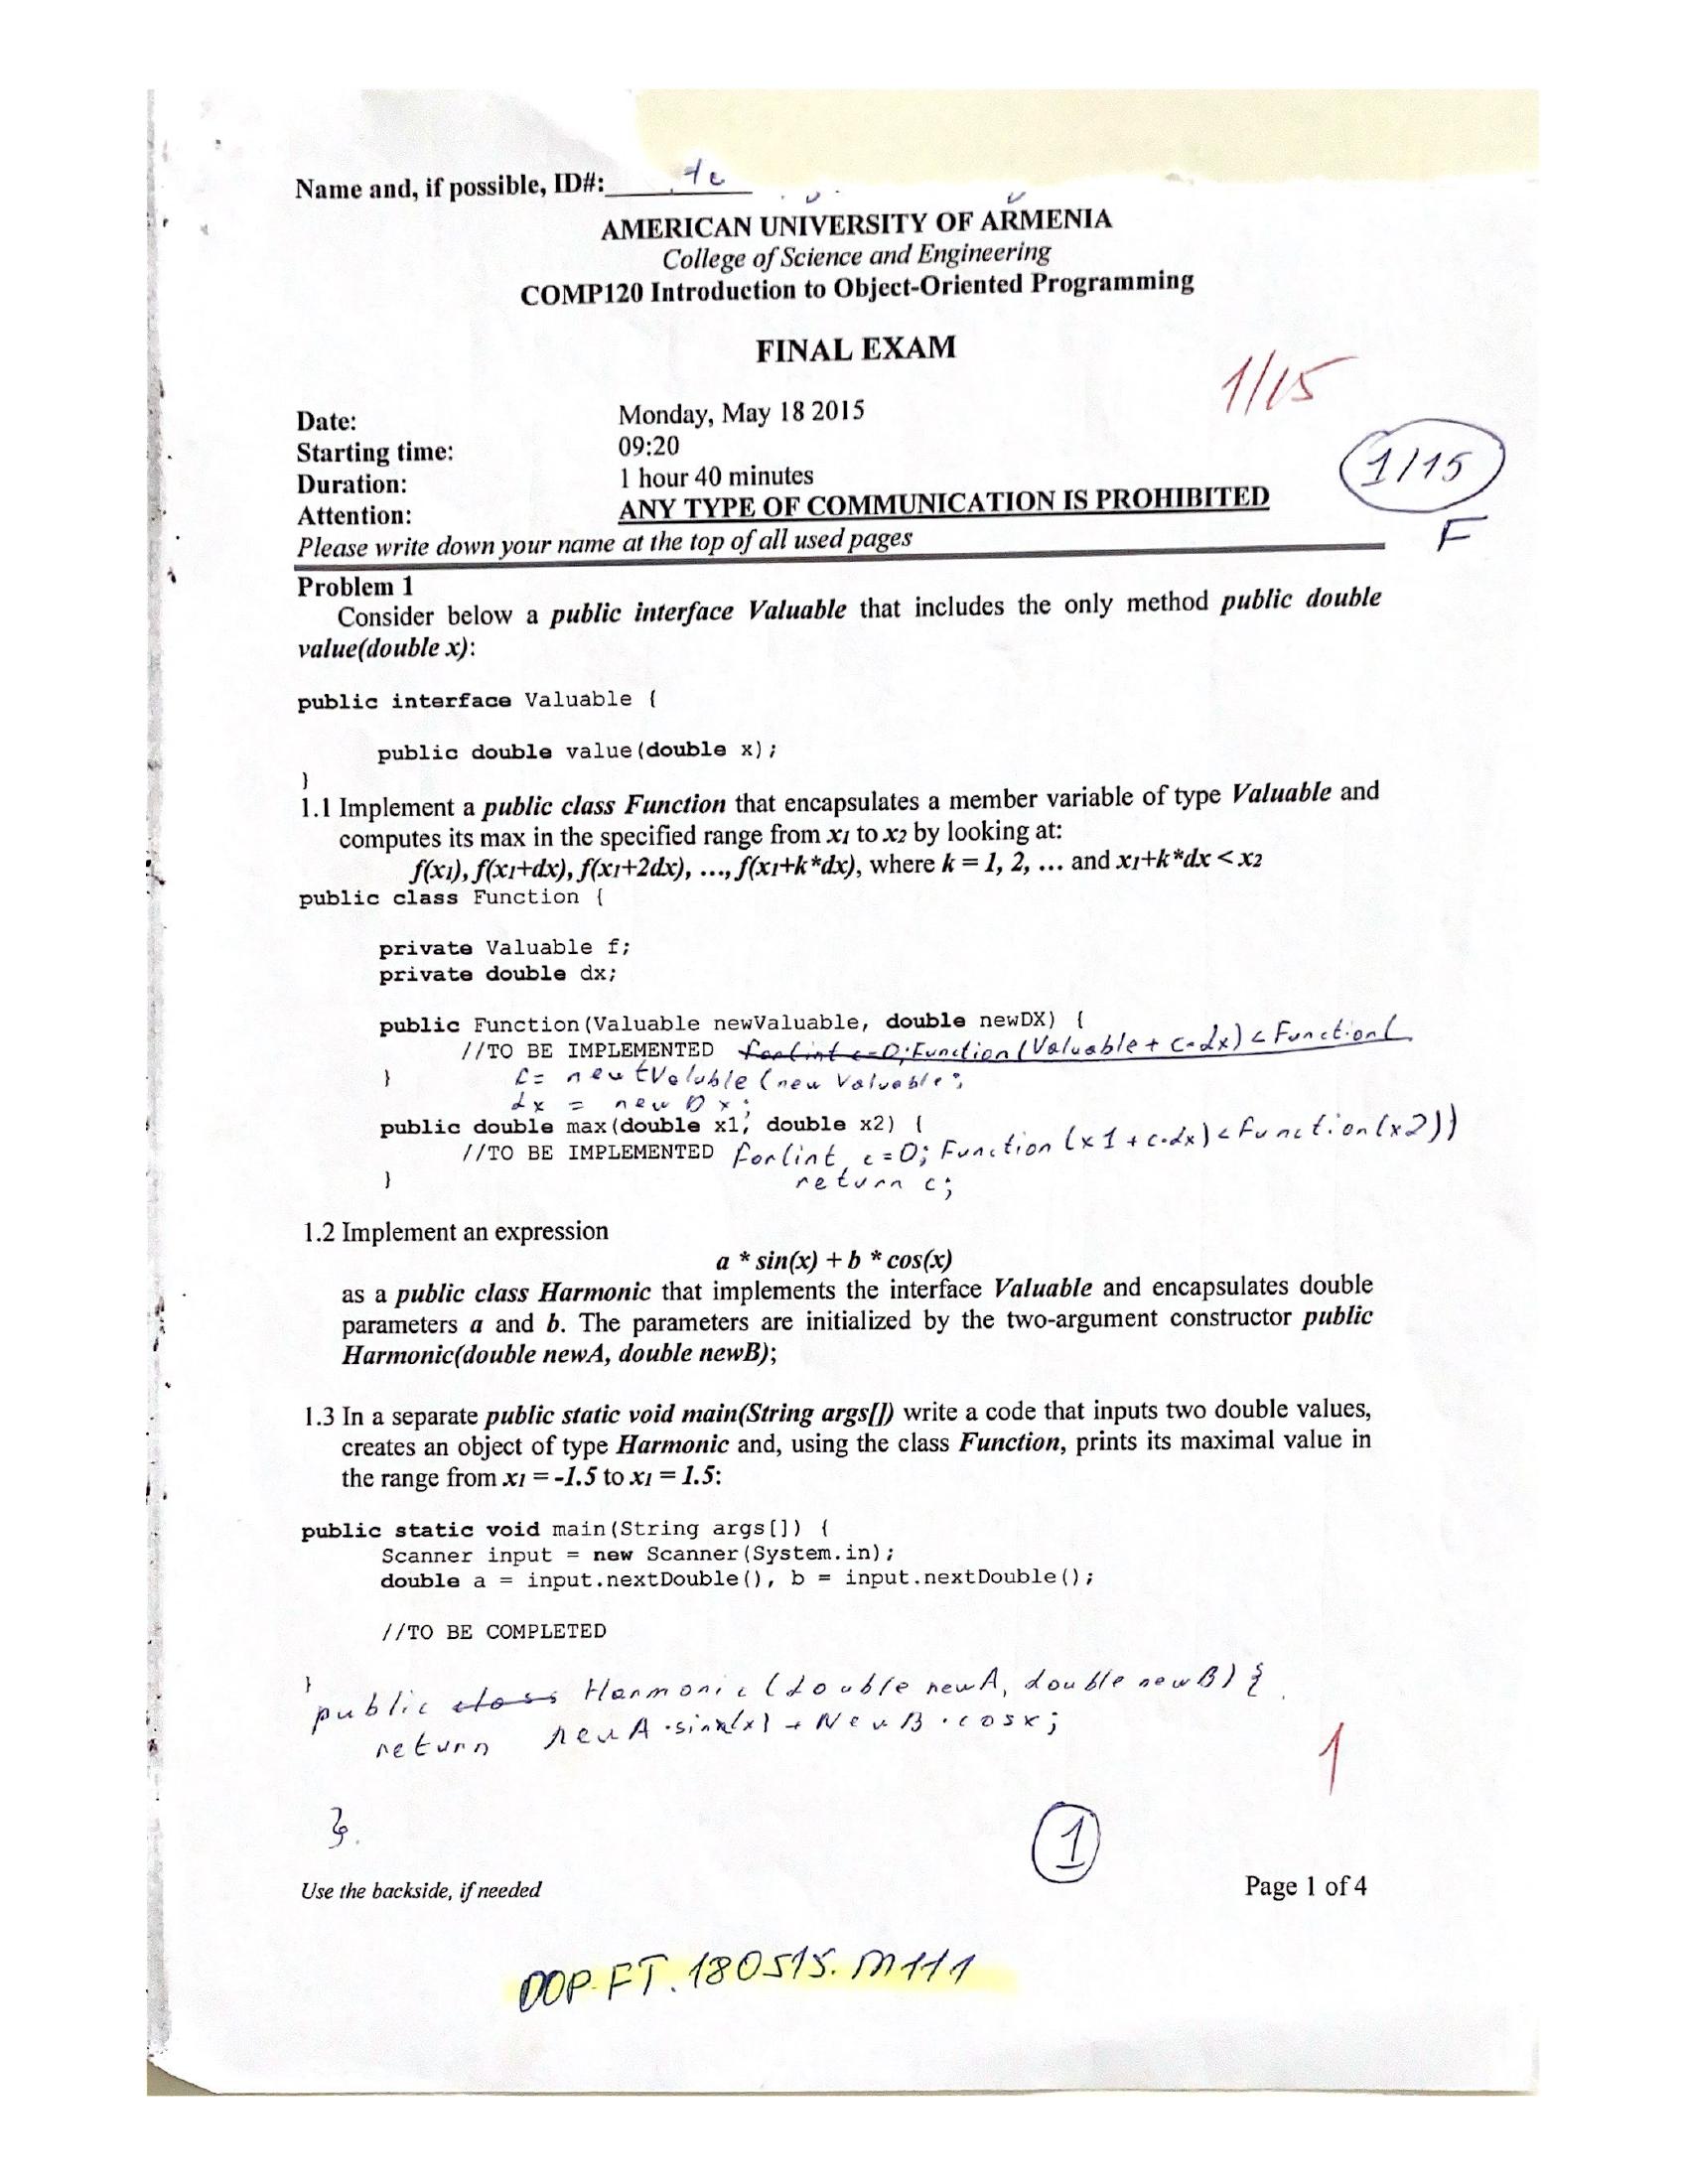 Name and, if possible, ID#:
AMERICAN UNIVERSITY OF ARMENIA
College of Science and Engineering
COMP120 Introduction to Object-Oriented Programming
FINAL EXAM
1/15
Date: Monday, May 18 2015
Starting time: 09:20
1/15
Duration: 1 hour 40 minutes
Attention: ANY TYPE OF COMMUNICATION IS PROHIBITED
F
Please write down your name at the top of all used pages
Problem 1
Consider below a public interface Valuable that includes the only method public double
value(double x):
public interface Valuable {
public double value(double x);
}
1.1 Implement a public class Function that encapsulates a member variable of type Valuable and
computes its max in the specified range from x1 to x2 by looking at:
f(x1), f(x1+dx), f(x1+2dx), ..., f(x1+k*dx), where k = 1, 2, ... and x1+k*dx < x2
public class Function {
private Valuable f;
private double dx;
public Function(Valuable newValuable, double newDX) {
//TO BE IMPLEMENTED for(int c=0; Function(Valuable + c·dx) < Function(
} new Valuable;
dx = new Dx;
public double max(double x1, double x2) {
//TO BE IMPLEMENTED for(int c=0; Function (x1 + c·dx) < function(x2))
} return c;
1.2 Implement an expression
a * sin(x) + b * cos(x)
as a public class Harmonic that implements the interface Valuable and encapsulates double
parameters a and b. The parameters are initialized by the two-argument constructor public
Harmonic(double newA, double newB);
1.3 In a separate public static void main(String args[]) write a code that inputs two double values,
creates an object of type Harmonic and, using the class Function, prints its maximal value in
the range from x1 = -1.5 to x1 = 1.5:
public static void main(String args[]) {
Scanner input = new Scanner(System.in);
double a = input.nextDouble(), b = input.nextDouble();
//TO BE COMPLETED
}
public class Harmonic (double newA, double newB) {
return newA · sin(x) + NewB · cosx;
1
}.
1
Use the backside, if needed Page 1 of 4
OOP.FT.180515.M111